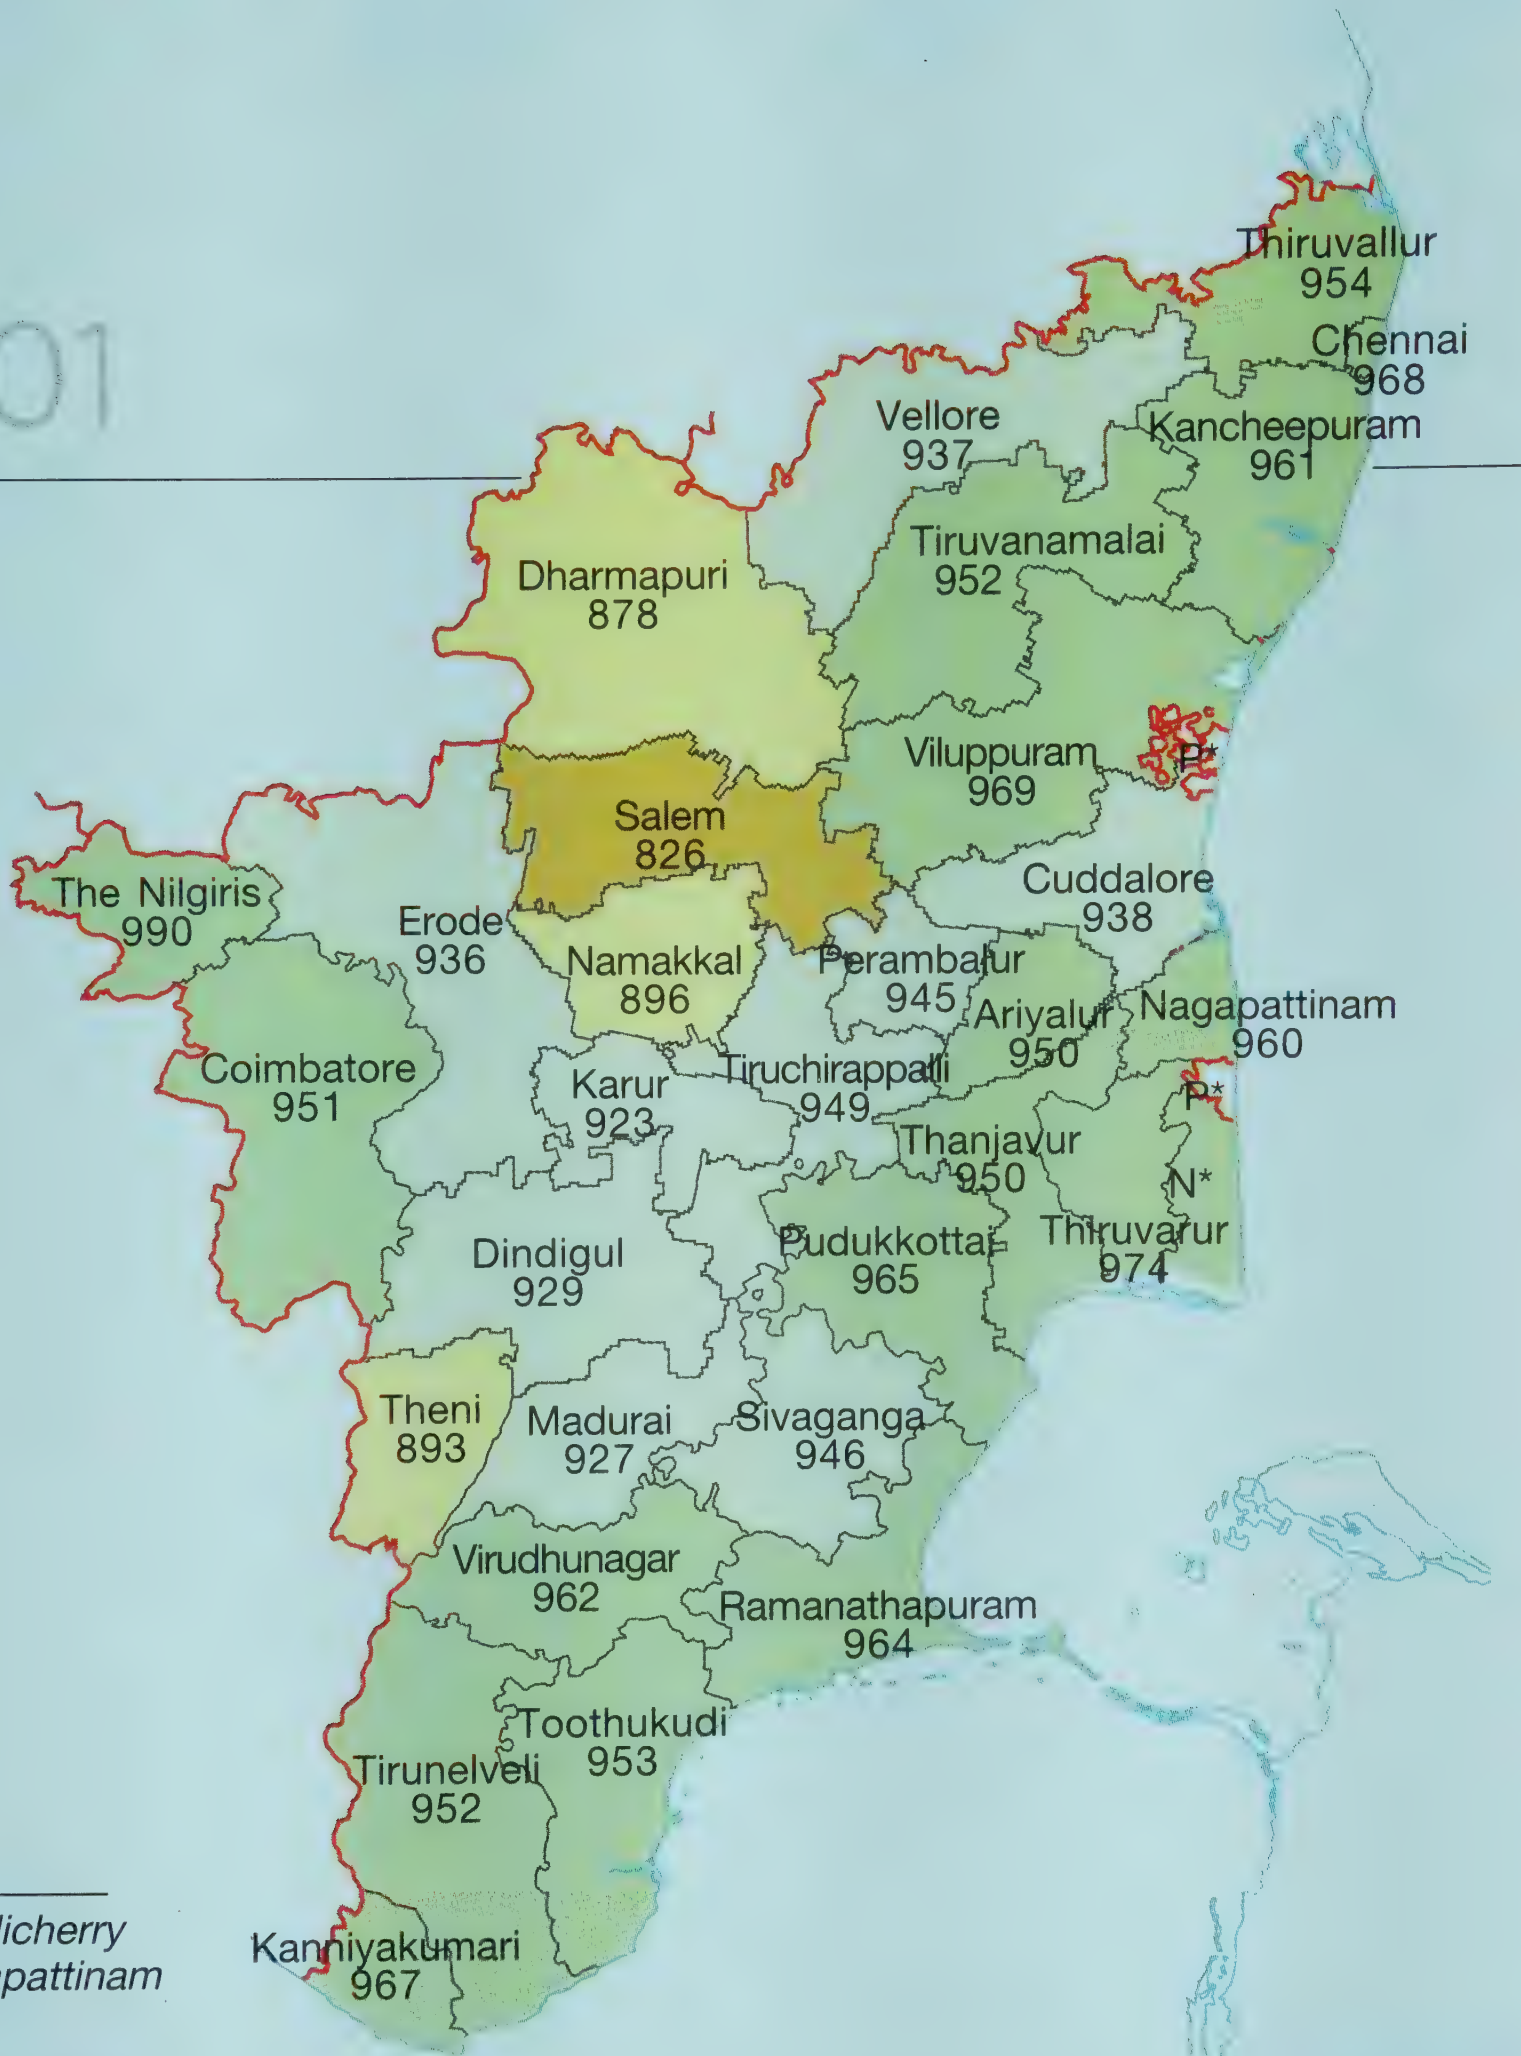 Thiruvallur
954
01
Chennai
968
Vellore
937
Kancheepuram
961
Tiruvanamalai
952
Dharmapuri
878
Viluppuram
969
P*
Salem
826
The Nilgiris
990
Erode
936
Cuddalore
938
Namakkal
896
Perambalur
945
Ariyalur
950
Nagapattinam
960
Coimbatore
951
Karur
923
Tiruchirappalli
949
P*
Thanjavur
950
N*
Thiruvarur
974
Dindigul
929
Pudukkottai
965
Theni
893
Madurai
927
Sivaganga
946
Virudhunagar
962
Ramanathapuram
964
Toothukudi
953
Tirunelveli
952
licherry
pattinam
Kanniyakumari
967